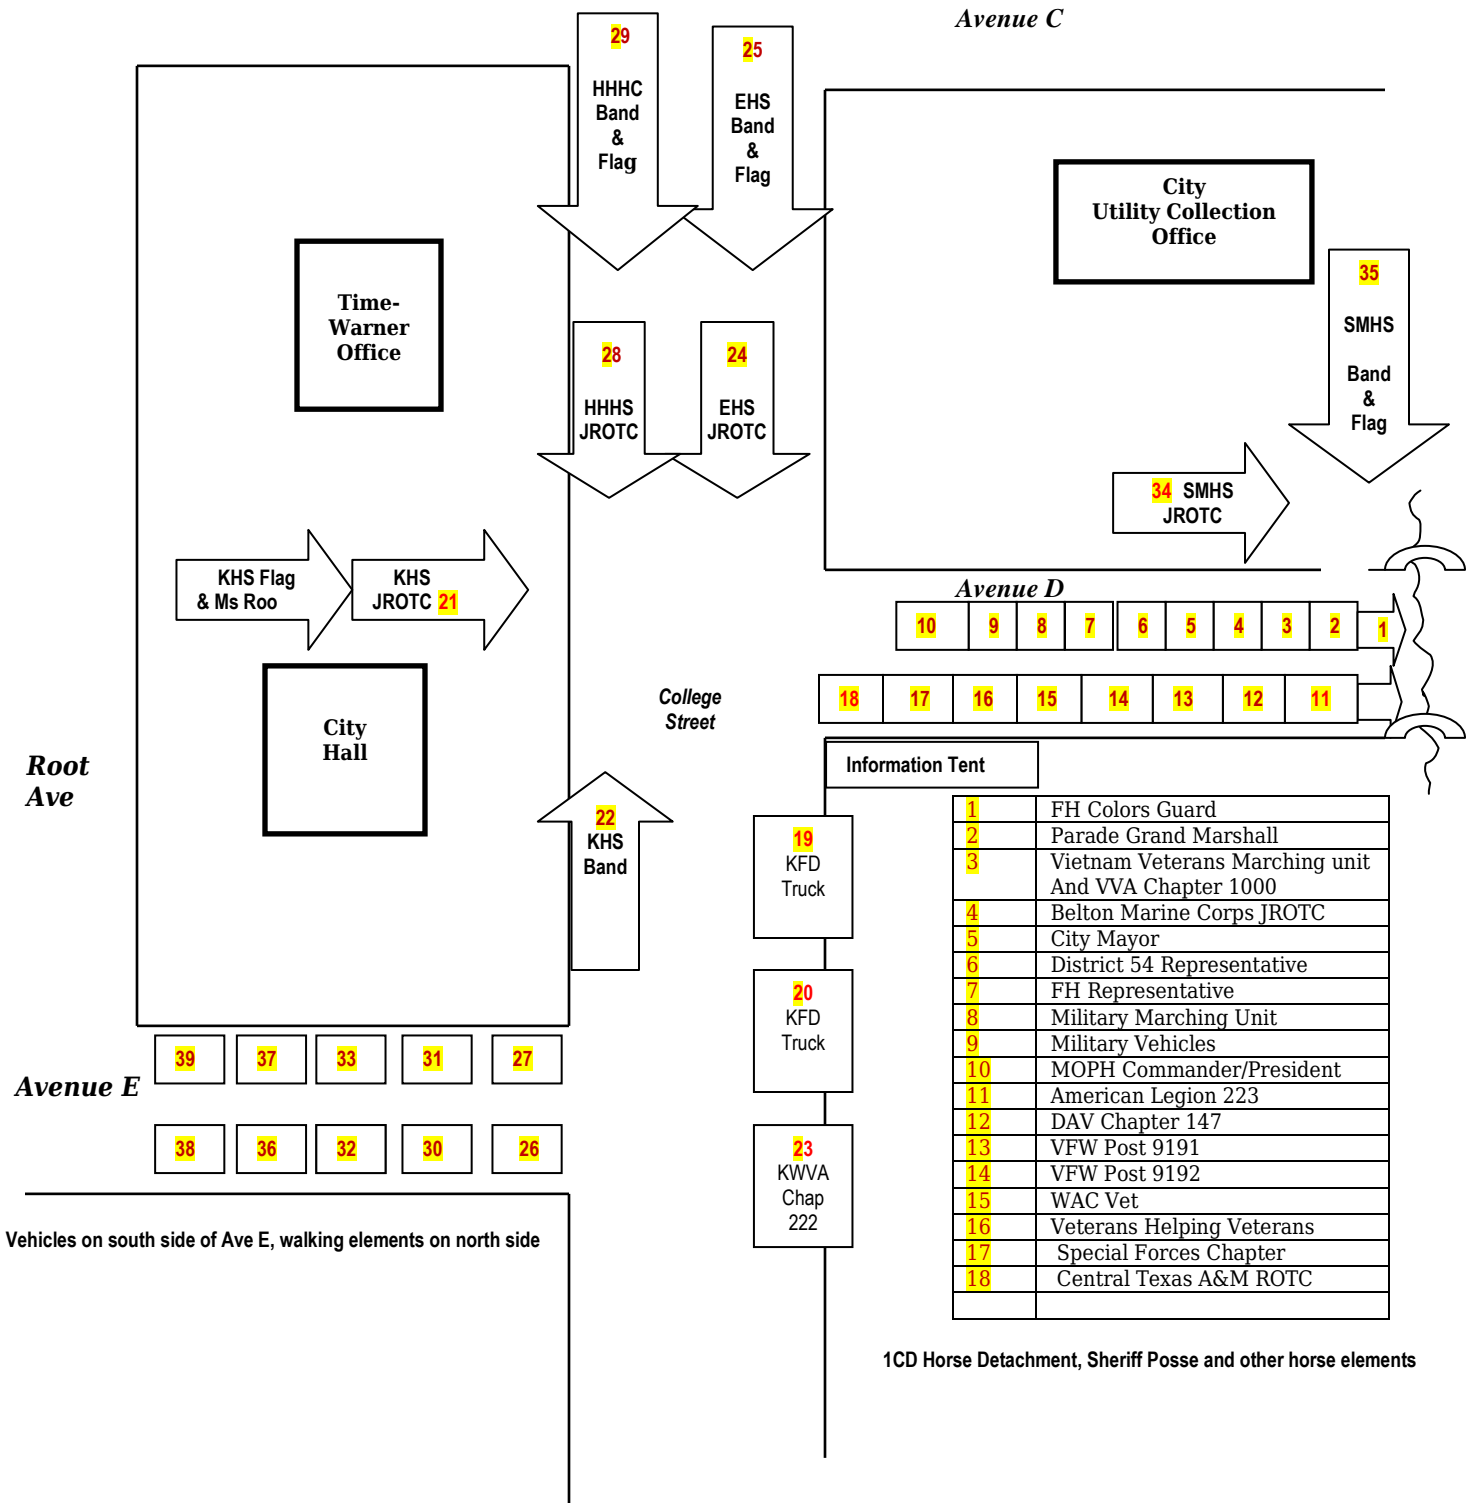 Avenue C
29
HHHC
Band
&
Flag
25
EHS
Band
&
Flag
City
Utility Collection
Office
35
SMHS
Band
&
Flag
Time-
Warner
Office
28
HHHS
JROTC
24
EHS
JROTC
34 SMHS
JROTC
KHS Flag
& Ms Roo
KHS
JROTC 21
Avenue D
10 9 8 7 6 5 4 3 2 1
College
Street
18 17 16 15 14 13 12 11
City
Hall
Root
Ave
Information Tent
22
KHS
Band
19
KFD
Truck
20
KFD
Truck
23
KWVA
Chap
222
1 FH Colors Guard
2 Parade Grand Marshall
3 Vietnam Veterans Marching unit
And VVA Chapter 1000
4 Belton Marine Corps JROTC
5 City Mayor
6 District 54 Representative
7 FH Representative
8 Military Marching Unit
9 Military Vehicles
10 MOPH Commander/President
11 American Legion 223
12 DAV Chapter 147
13 VFW Post 9191
14 VFW Post 9192
15 WAC Vet
16 Veterans Helping Veterans
17 Special Forces Chapter
18 Central Texas A&M ROTC
39 37 33 31 27
Avenue E
38 36 32 30 26
Vehicles on south side of Ave E, walking elements on north side
1CD Horse Detachment, Sheriff Posse and other horse elements